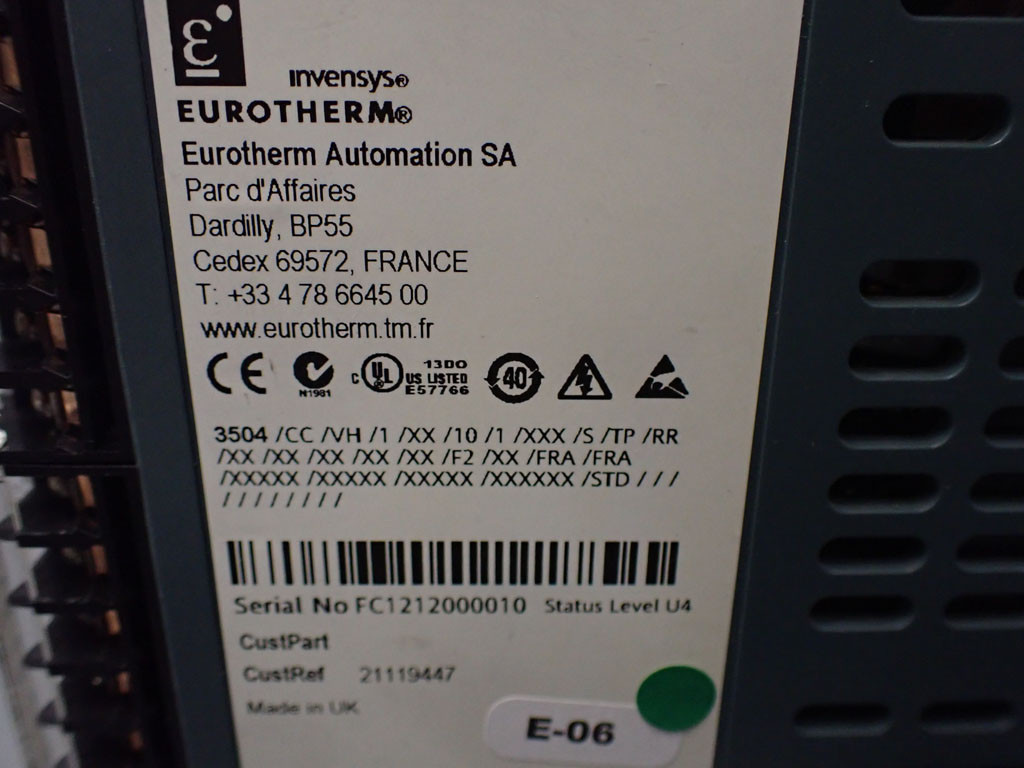 invensys®
EUROTHERM®
Eurotherm Automation SA
Parc d'Affaires
Dardilly, BP55
Cedex 69572, FRANCE
T: +33 4 78 6645 00
www.eurotherm.tm.fr
CE N1981 c UL US LISTED 13DO E57766 40
3504 /CC /VH /1 /XX /10 /1 /XXX /S /TP /RR
/XX /XX /XX /XX /XX /F2 /XX /FRA /FRA
/XXXXX /XXXXX /XXXXX /XXXXXX /STD / / /
/ / / / / / / / /
Serial No FC1212000010 Status Level U4
CustPart
CustRef 21119447
Made in UK
E-06